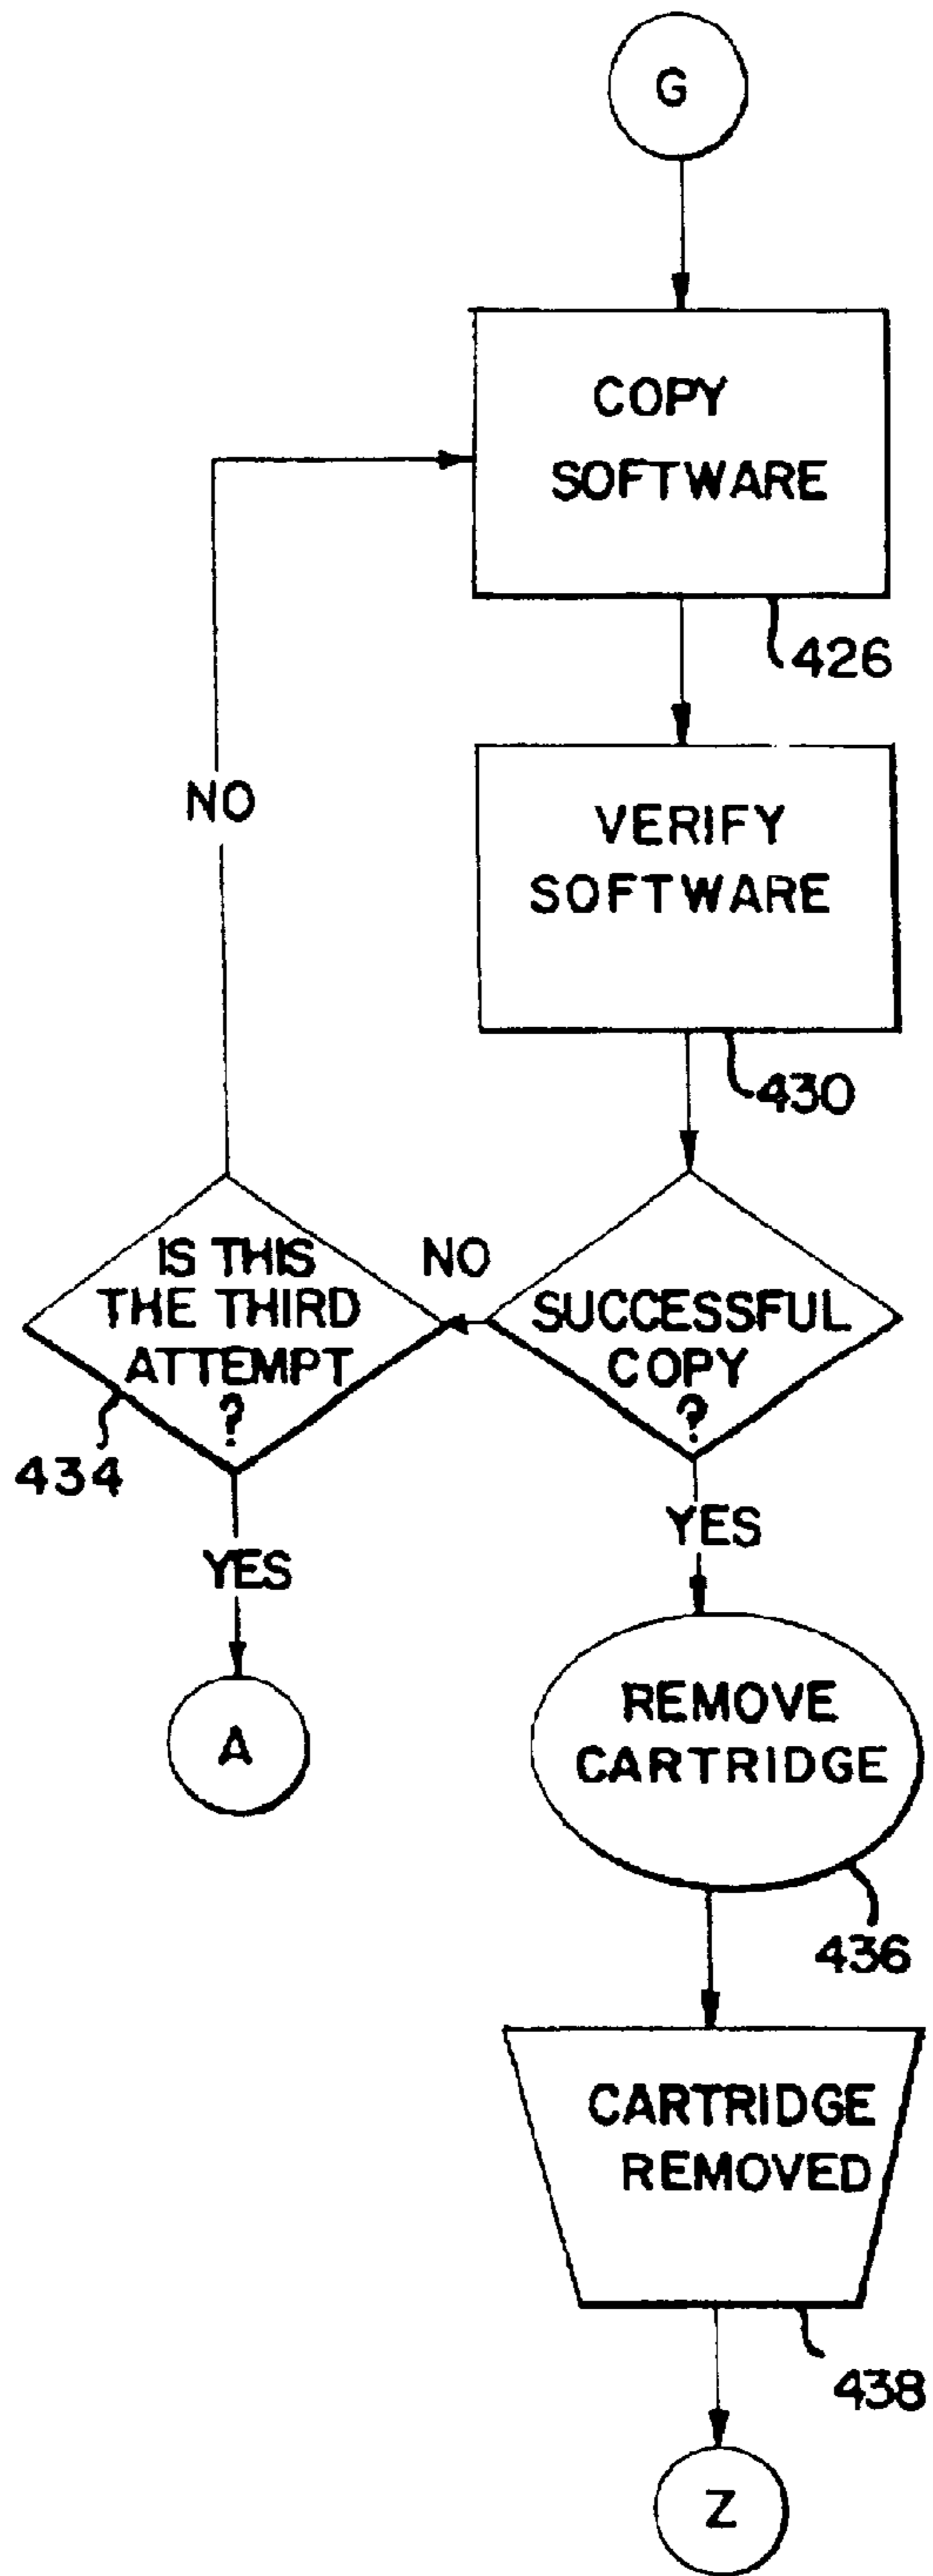 G
COPY
SOFTWARE
426
NO
VERIFY
SOFTWARE
430
IS THIS
THE THIRD
ATTEMPT
?
434
NO
SUCCESSFUL
COPY
?
YES
YES
A
REMOVE
CARTRIDGE
436
CARTRIDGE
REMOVED
438
Z